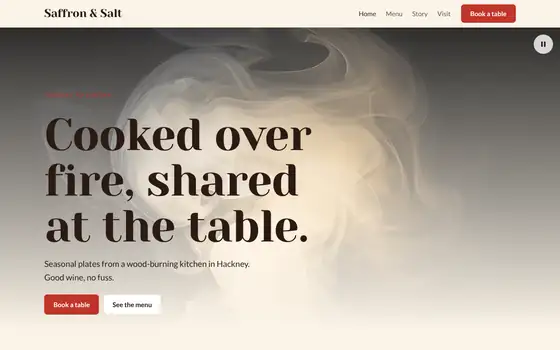 Saffron & Salt
Home Menu Story Visit Book a table
Cooked over
fire, shared
at the table.
Seasonal plates from a wood-burning kitchen in Hackney.
Good wine, no fuss.
Book a table See the menu